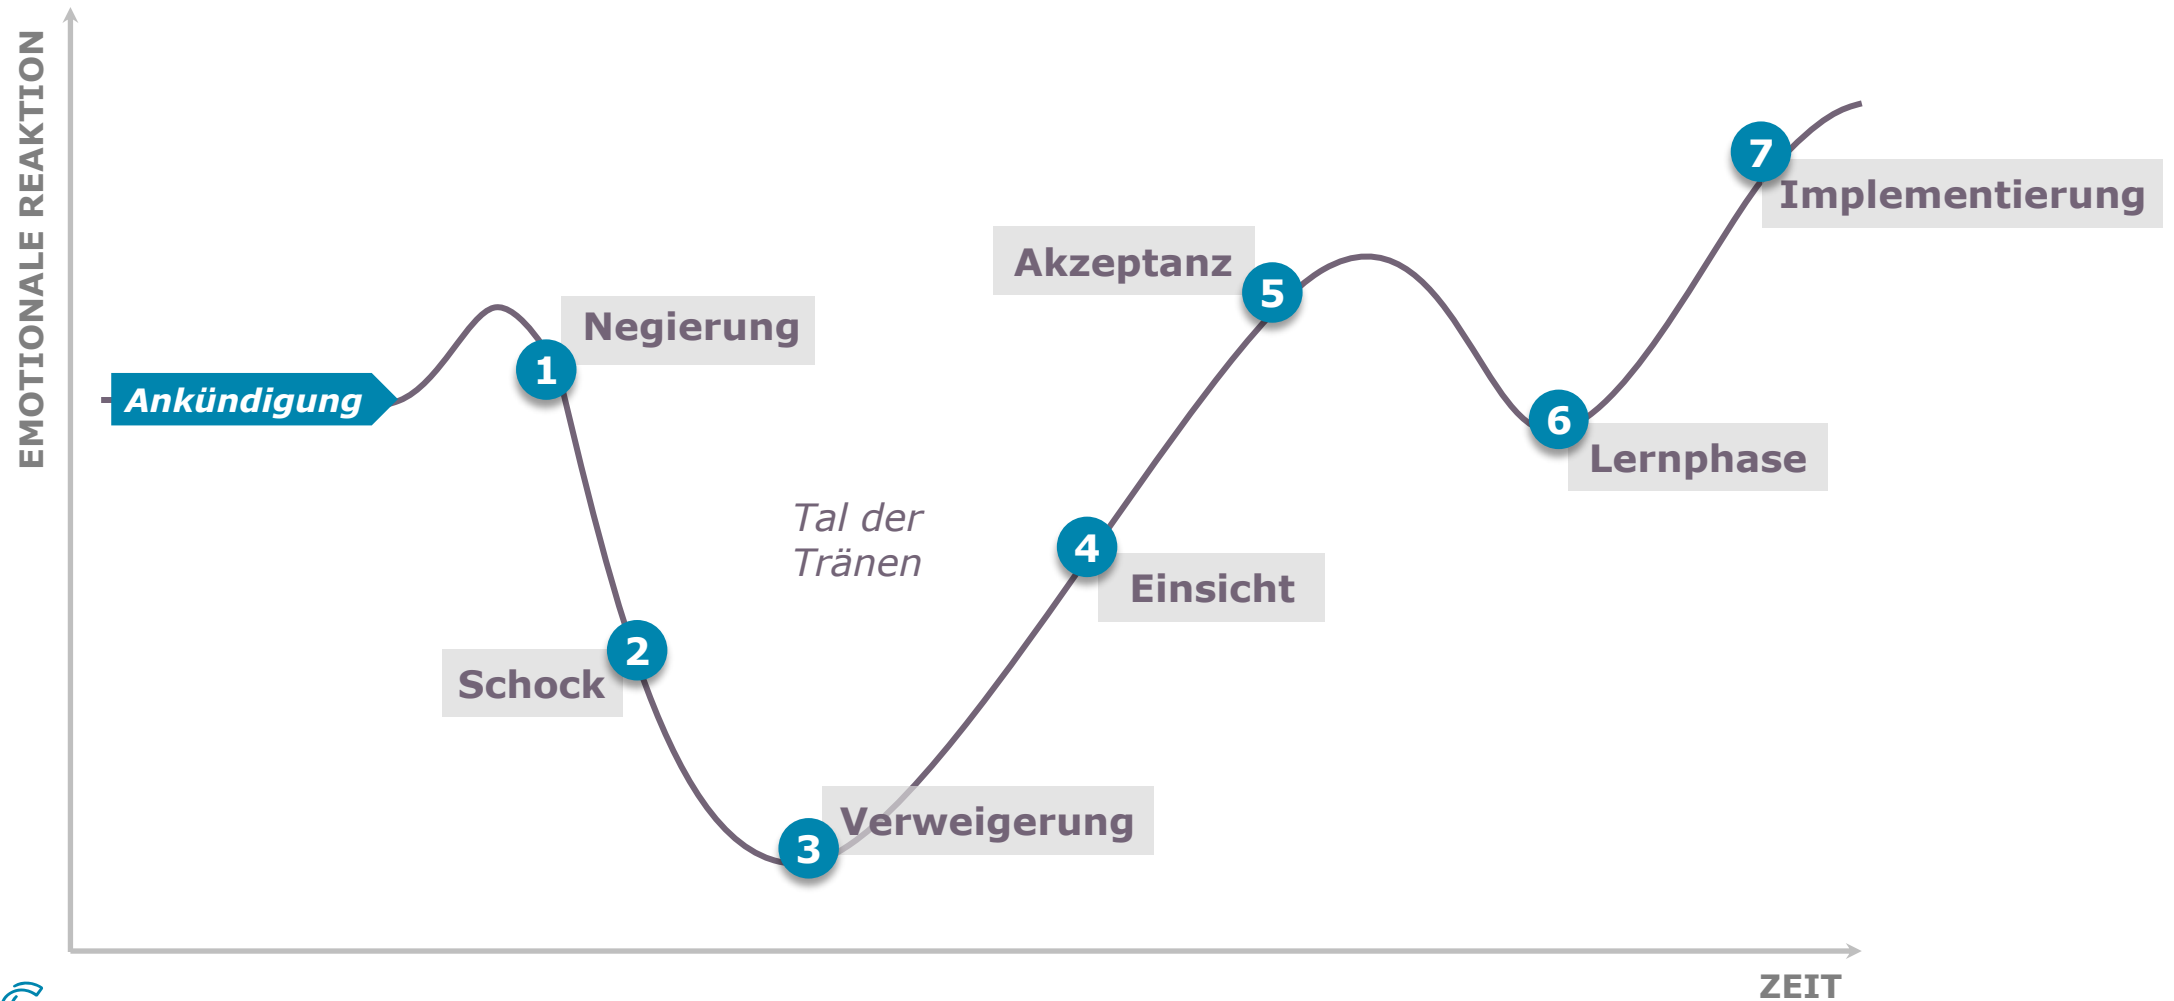 EMOTIONALE REAKTION
Ankündigung
1
Negierung
2
Schock
3
Verweigerung
Tal der
Tränen
4
Einsicht
5
Akzeptanz
6
Lernphase
7
Implementierung
ZEIT